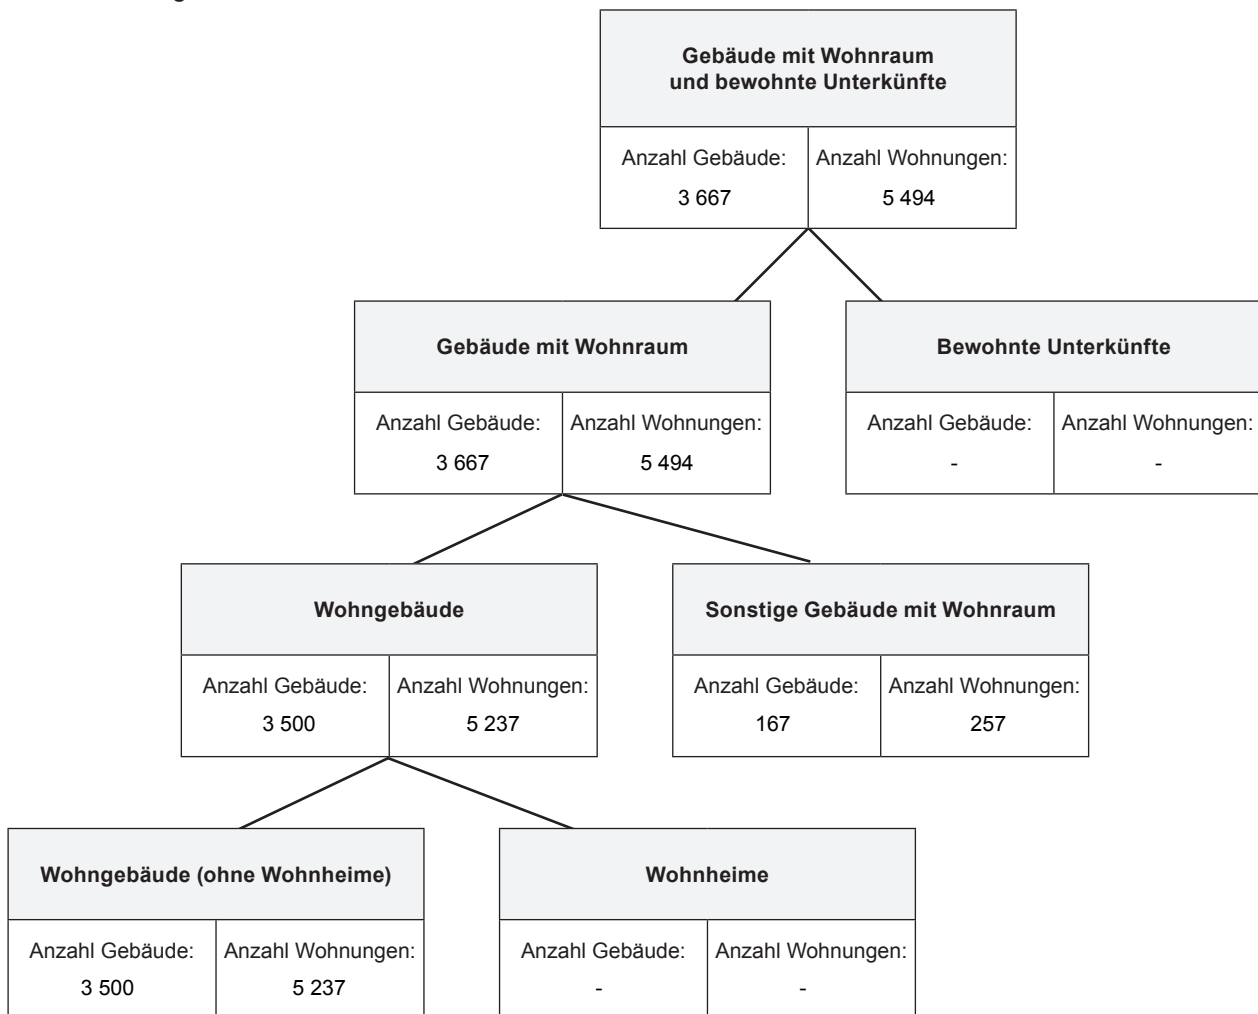 Gebäude mit Wohnraum
und bewohnte Unterkünfte
Anzahl Gebäude: Anzahl Wohnungen:
3 667 5 494
Gebäude mit Wohnraum Bewohnte Unterkünfte
Anzahl Gebäude: Anzahl Wohnungen: Anzahl Gebäude: Anzahl Wohnungen:
3 667 5 494 - -
Wohngebäude Sonstige Gebäude mit Wohnraum
Anzahl Gebäude: Anzahl Wohnungen: Anzahl Gebäude: Anzahl Wohnungen:
3 500 5 237 167 257
Wohngebäude (ohne Wohnheime) Wohnheime
Anzahl Gebäude: Anzahl Wohnungen: Anzahl Gebäude: Anzahl Wohnungen:
3 500 5 237 - -